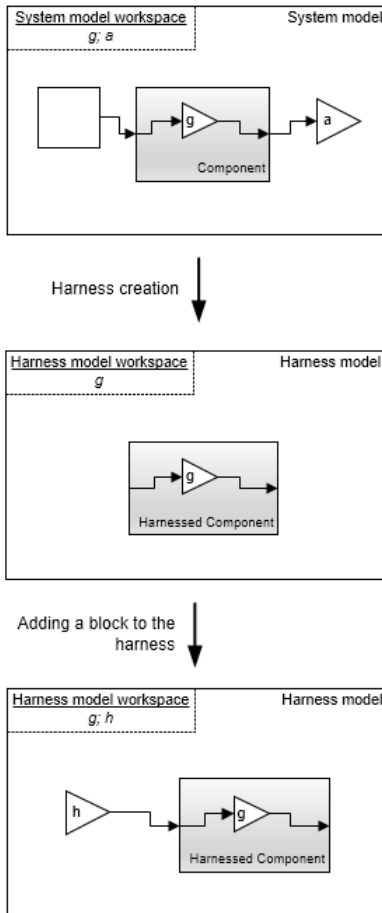 System model workspace
System model
g; a
g
a
Component
Harness creation
Harness model workspace
Harness model
g
g
Harnessed Component
Adding a block to the
harness
Harness model workspace
Harness model
g; h
h
g
Harnessed Component